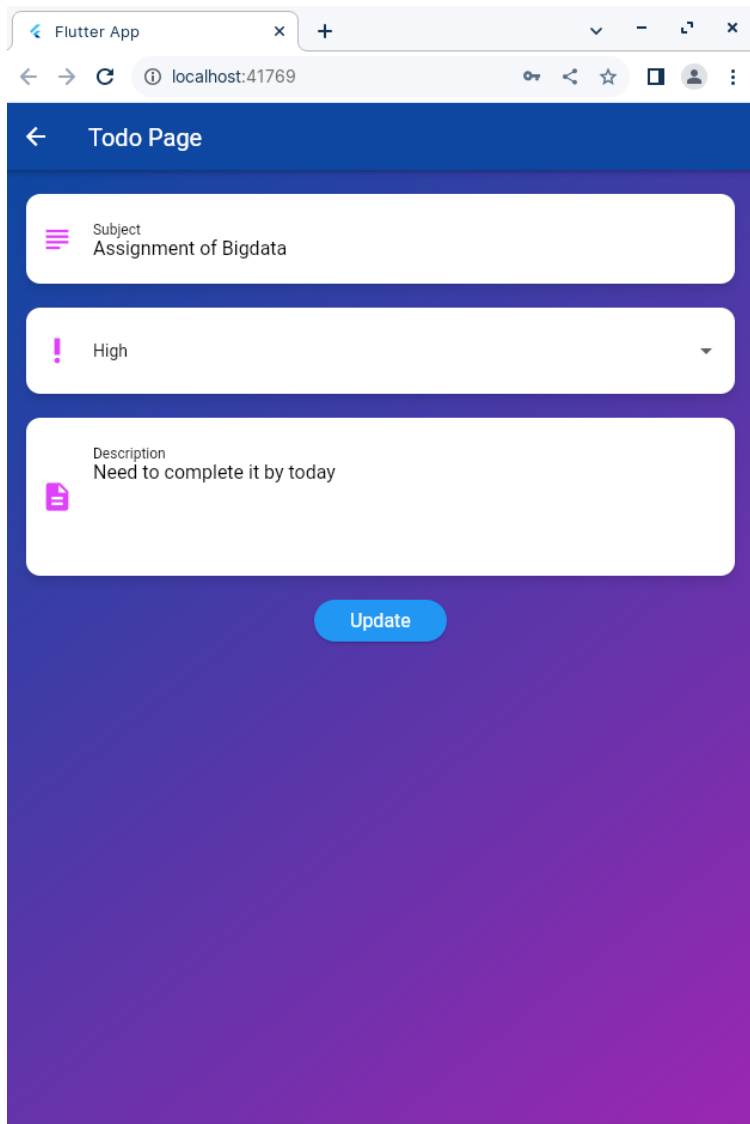 Flutter App
localhost:41769
Todo Page
Subject
Assignment of Bigdata
High
Description
Need to complete it by today
Update